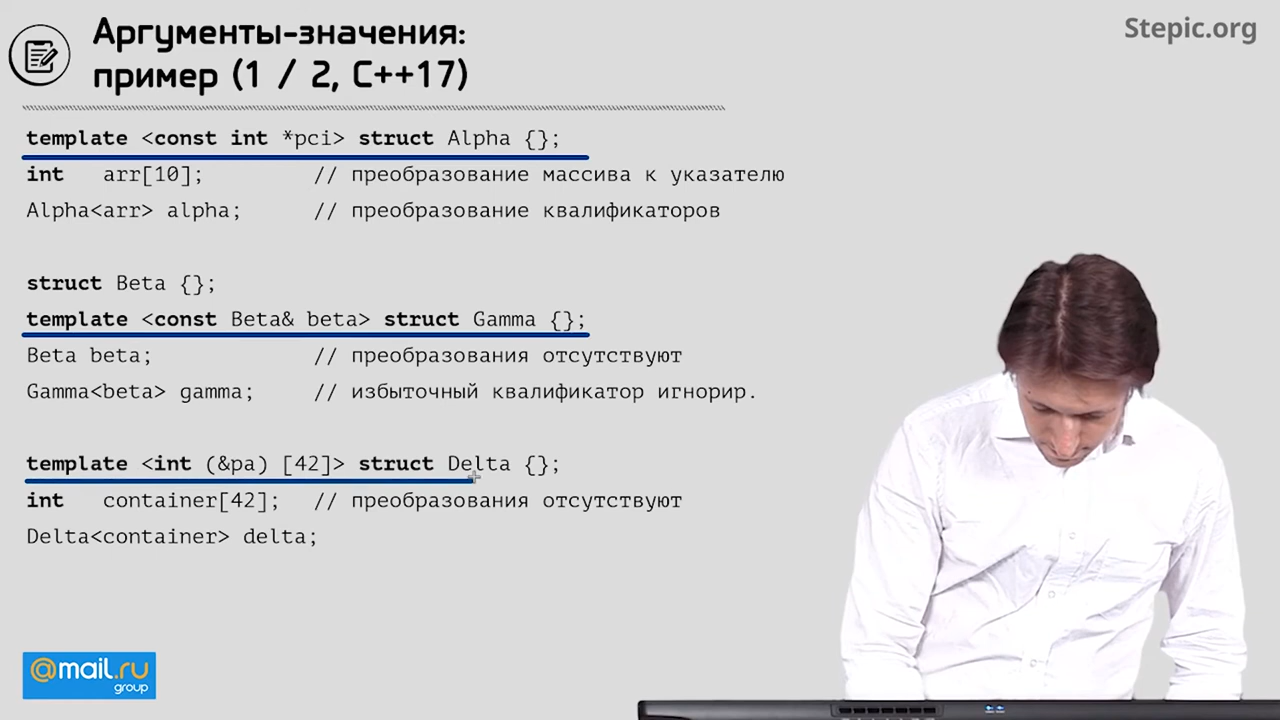 Аргументы-значения:
пример (1 / 2, C++17)
Stepic.org
template <const int *pci> struct Alpha {};
int arr[10]; // преобразование массива к указателю
Alpha<arr> alpha; // преобразование квалификаторов
struct Beta {};
template <const Beta& beta> struct Gamma {};
Beta beta; // преобразования отсутствуют
Gamma<beta> gamma; // избыточный квалификатор игнорир.
template <int (&pa) [42]> struct Delta {};
int container[42]; // преобразования отсутствуют
Delta<container> delta;
@mail.ru
group